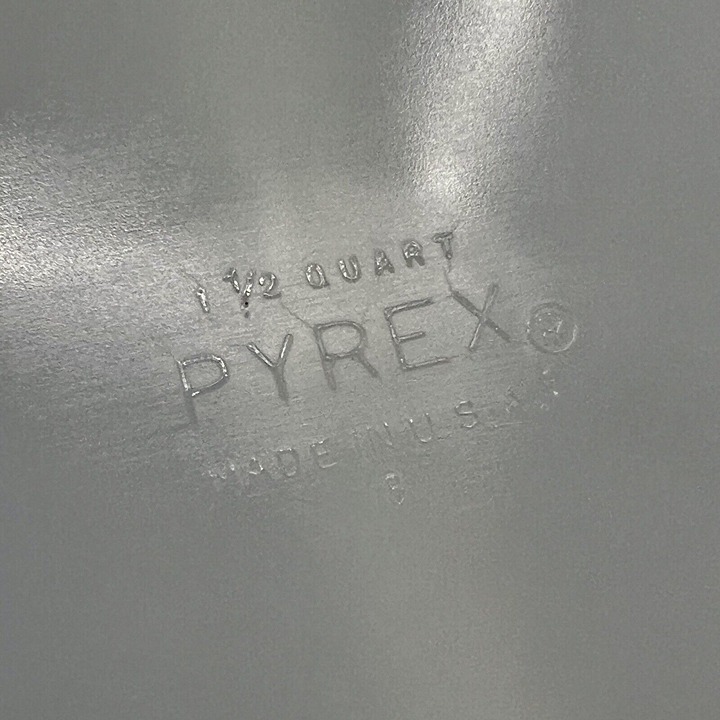 1 1/2 QUART
PYREX ®
MADE IN U.S.A.